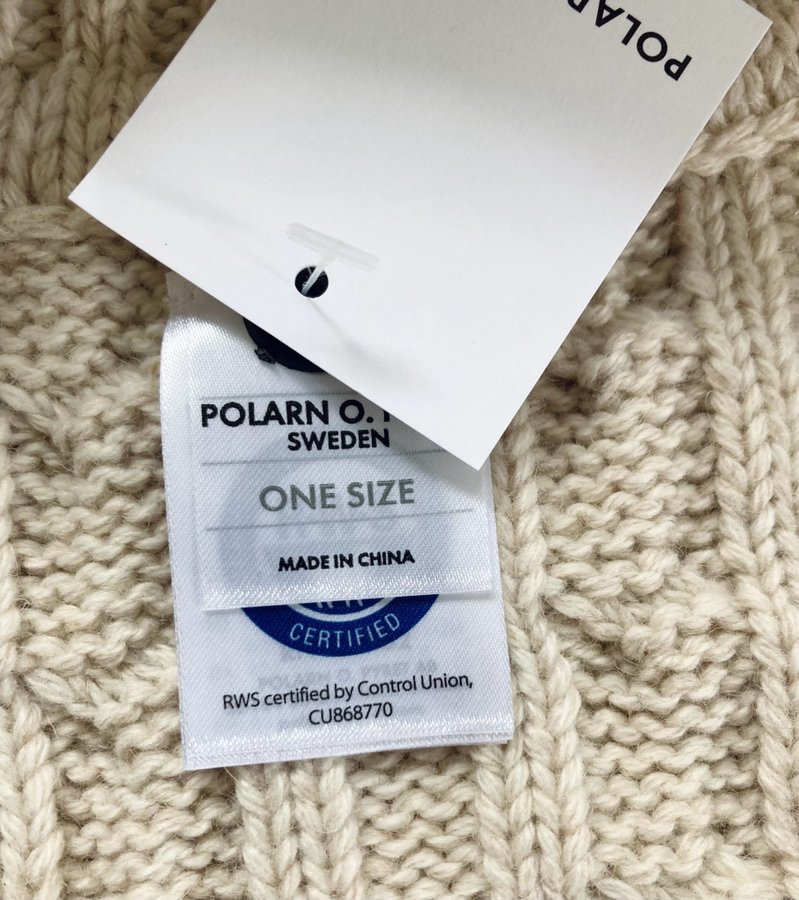 POLAR
POLARN O.
SWEDEN
ONE SIZE
MADE IN CHINA
CERTIFIED
RWS certified by Control Union,
CU868770